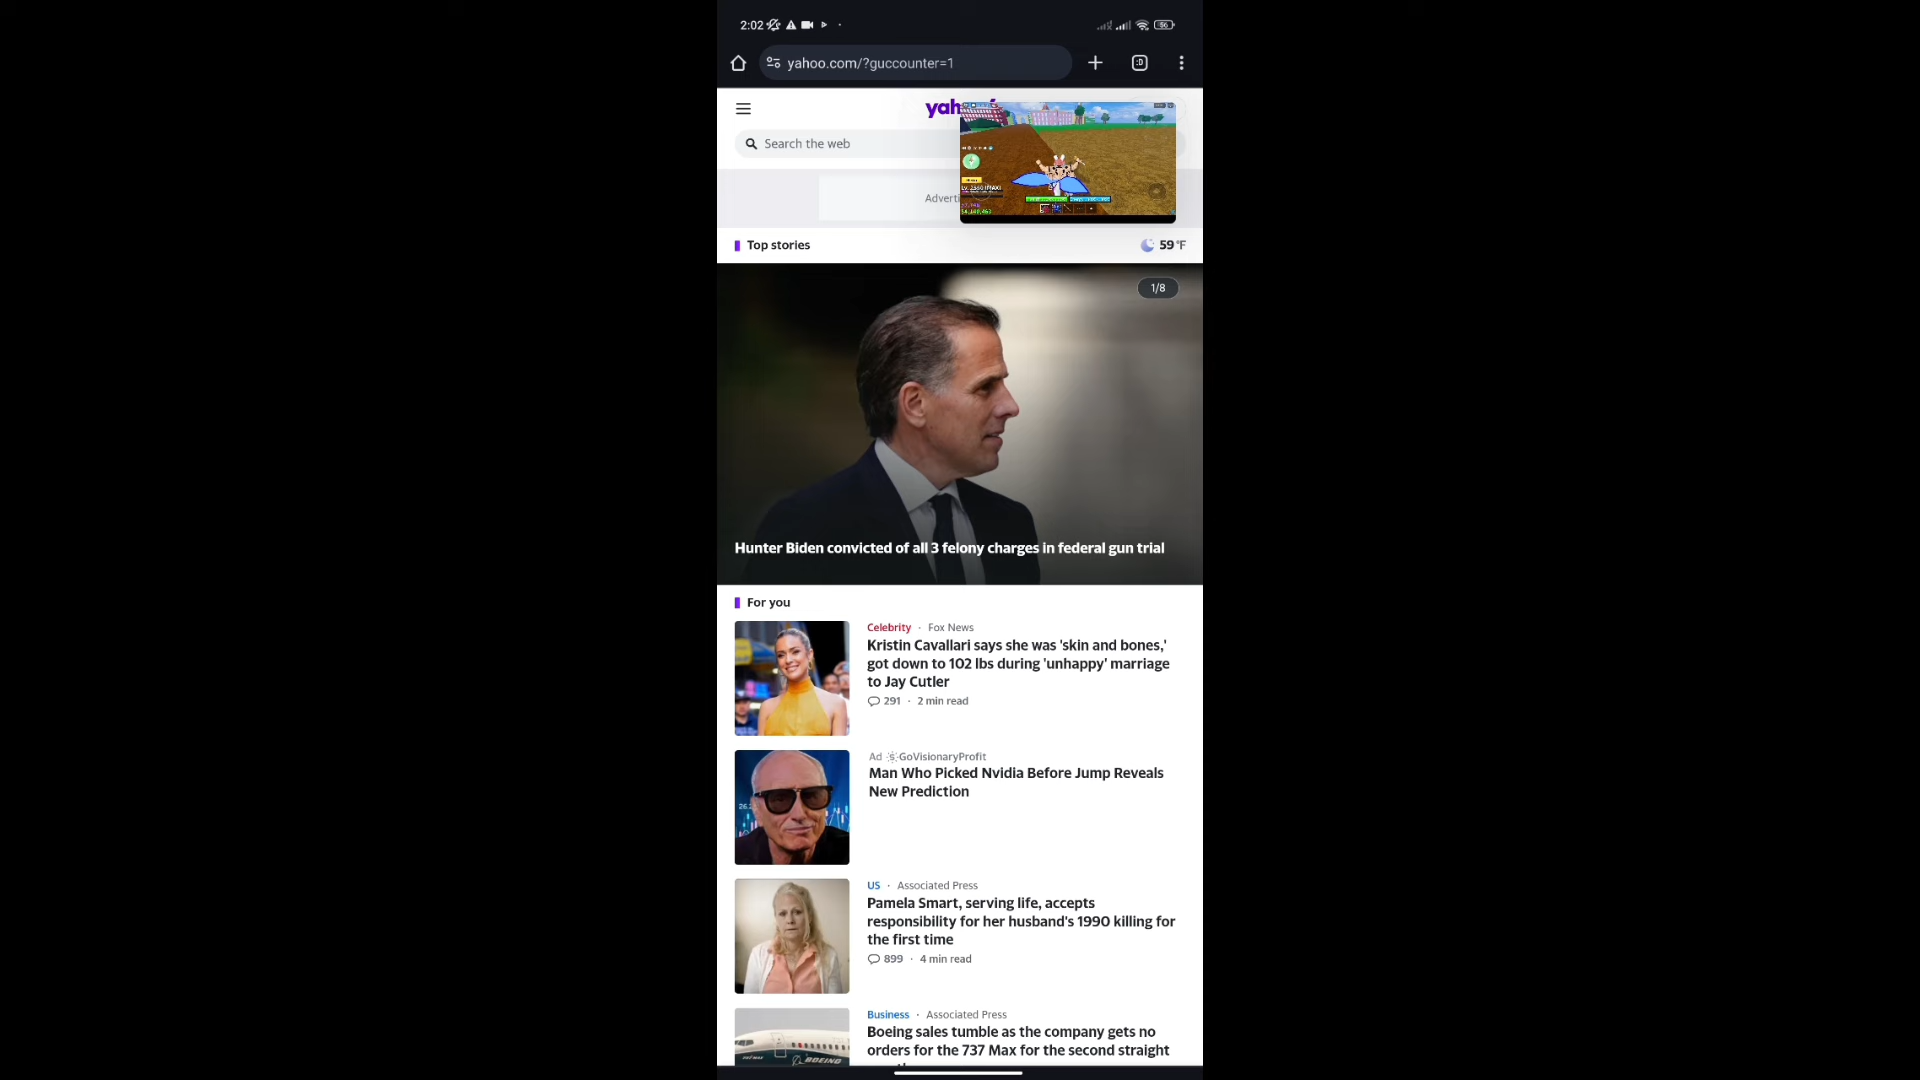 2:02
56
yahoo.com/?guccounter=1
:D
yah
Search the web
Adverti
Top stories
59 °F
1/8
Hunter Biden convicted of all 3 felony charges in federal gun trial
For you
Celebrity · Fox News
Kristin Cavallari says she was 'skin and bones,'
got down to 102 lbs during 'unhappy' marriage
to Jay Cutler
291 · 2 min read
Ad GoVisionaryProfit
Man Who Picked Nvidia Before Jump Reveals
New Prediction
US · Associated Press
Pamela Smart, serving life, accepts
responsibility for her husband's 1990 killing for
the first time
899 · 4 min read
Business · Associated Press
Boeing sales tumble as the company gets no
orders for the 737 Max for the second straight
BOEING